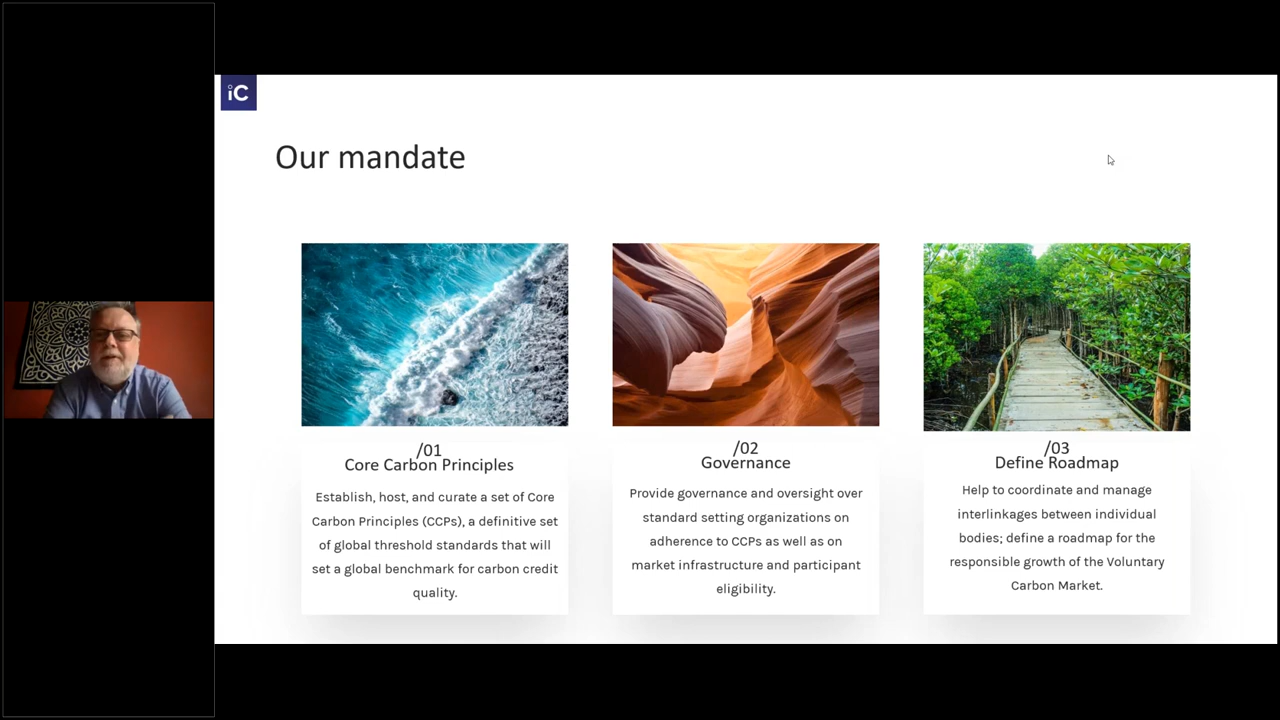 iC
Our mandate
/01
Core Carbon Principles
Establish, host, and curate a set of Core
Carbon Principles (CCPs), a definitive set
of global threshold standards that will
set a global benchmark for carbon credit
quality.
/02
Governance
Provide governance and oversight over
standard setting organizations on
adherence to CCPs as well as on
market infrastructure and participant
eligibility.
/03
Define Roadmap
Help to coordinate and manage
interlinkages between individual
bodies; define a roadmap for the
responsible growth of the Voluntary
Carbon Market.